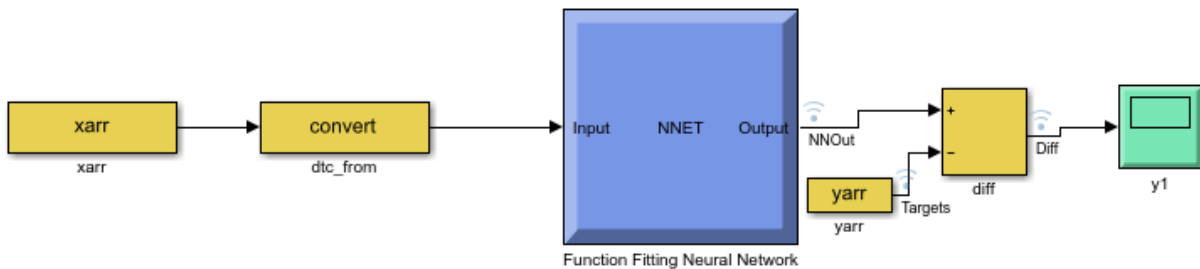 xarr
xarr
convert
dtc_from
Input
NNET
Output
Function Fitting Neural Network
NNOut
yarr
yarr
Targets
+
−
diff
Diff
y1